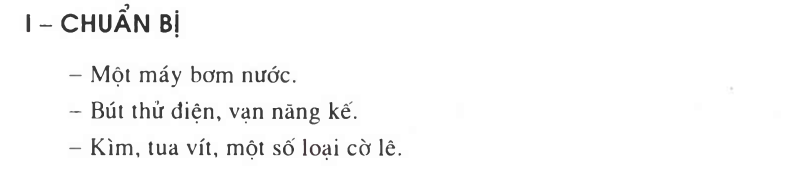 I – CHUẨN BỊ
– Một máy bơm nước.
– Bút thử điện, vạn năng kế.
– Kìm, tua vít, một số loại cờ lê.